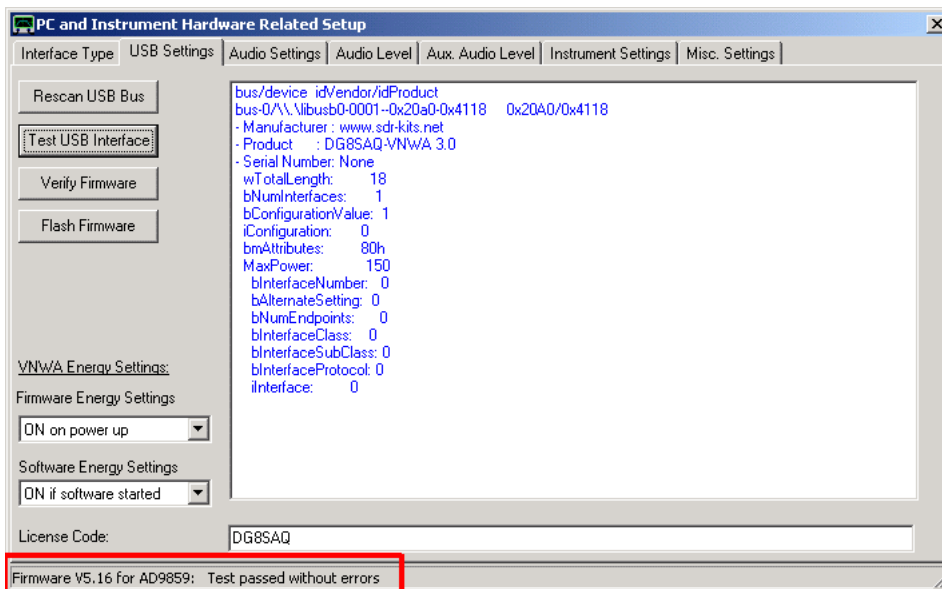 PC and Instrument Hardware Related Setup
Interface Type USB Settings Audio Settings Audio Level Aux. Audio Level Instrument Settings Misc. Settings
Rescan USB Bus
Test USB Interface
Verify Firmware
Flash Firmware
bus/device idVendor/idProduct
bus-0/\\.\libusb0-0001--0x20a0-0x4118 0x20A0/0x4118
- Manufacturer : www.sdr-kits.net
- Product : DG8SAQ-VNWA 3.0
- Serial Number: None
wTotalLength: 18
bNumInterfaces: 1
bConfigurationValue: 1
iConfiguration: 0
bmAttributes: 80h
MaxPower: 150
bInterfaceNumber: 0
bAlternateSetting: 0
bNumEndpoints: 0
bInterfaceClass: 0
bInterfaceSubClass: 0
bInterfaceProtocol: 0
iInterface: 0
VNWA Energy Settings:
Firmware Energy Settings
ON on power up
Software Energy Settings
ON if software started
License Code: DG8SAQ
Firmware V5.16 for AD9859: Test passed without errors